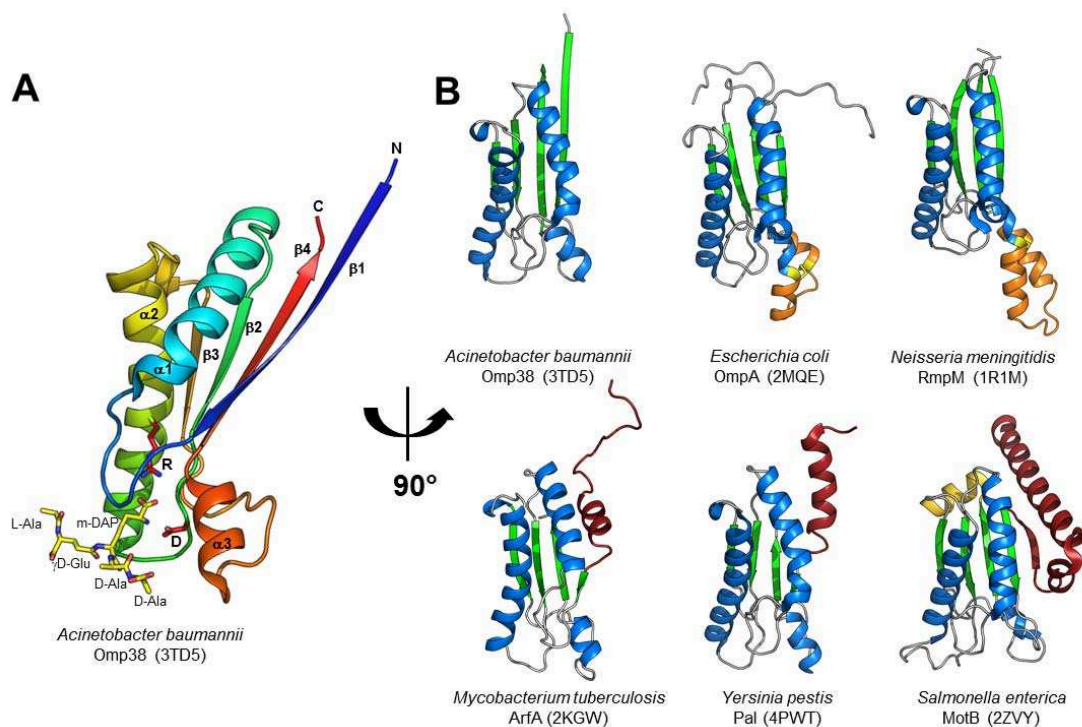 A
N
C
β4
β1
α2
β2
β3
α1
R
L-Ala
m-DAP
D
α3
γD-Glu
D-Ala
D-Ala
Acinetobacter baumannii
Omp38 (3TD5)
90°
B
Acinetobacter baumannii
Omp38 (3TD5)
Escherichia coli
OmpA (2MQE)
Neisseria meningitidis
RmpM (1R1M)
Mycobacterium tuberculosis
ArfA (2KGW)
Yersinia pestis
Pal (4PWT)
Salmonella enterica
MotB (2ZVY)